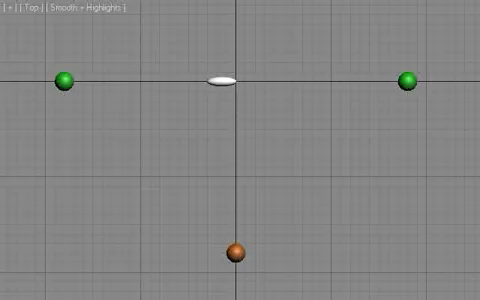 [ + ] [ Top ] [ Smooth + Highlights ]